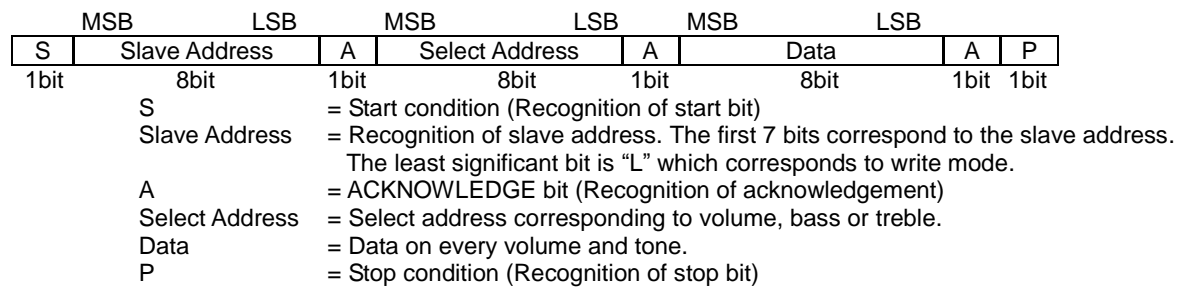 MSB LSB MSB LSB MSB LSB
S Slave Address A Select Address A Data A P
1bit 8bit 1bit 8bit 1bit 8bit 1bit 1bit
S = Start condition (Recognition of start bit)
Slave Address = Recognition of slave address. The first 7 bits correspond to the slave address.
The least significant bit is “L” which corresponds to write mode.
A = ACKNOWLEDGE bit (Recognition of acknowledgement)
Select Address = Select address corresponding to volume, bass or treble.
Data = Data on every volume and tone.
P = Stop condition (Recognition of stop bit)